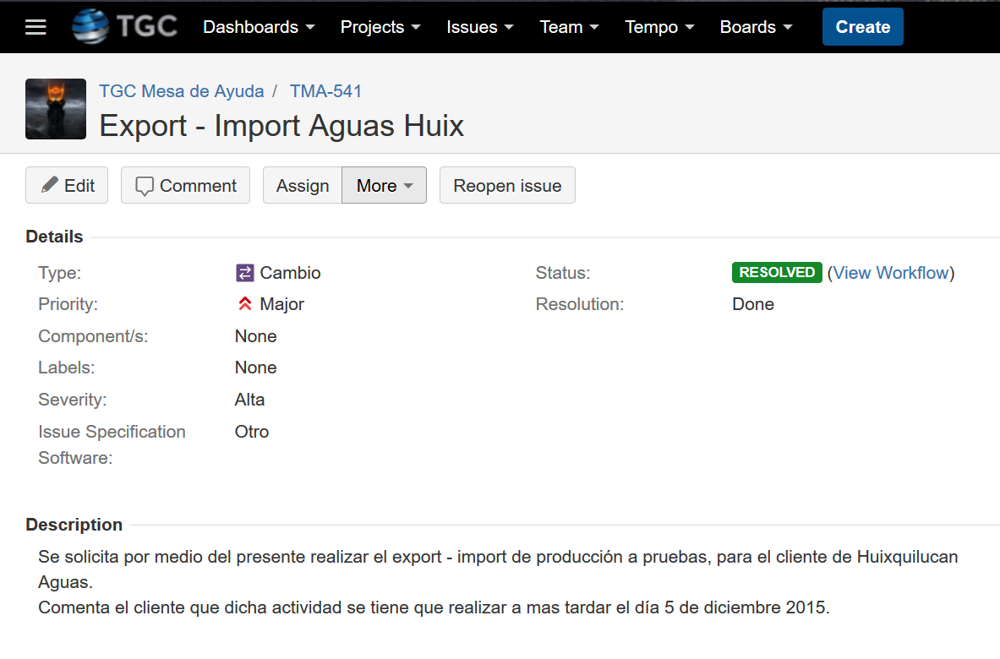 TGC Dashboards Projects Issues Team Tempo Boards Create
TGC Mesa de Ayuda / TMA-541
Export - Import Aguas Huix
Edit Comment Assign More Reopen issue
Details
Type: Cambio Status: RESOLVED (View Workflow)
Priority: Major Resolution: Done
Component/s: None
Labels: None
Severity: Alta
Issue Specification Otro
Software:
Description
Se solicita por medio del presente realizar el export - import de producción a pruebas, para el cliente de Huixquilucan
Aguas.
Comenta el cliente que dicha actividad se tiene que realizar a mas tardar el día 5 de diciembre 2015.